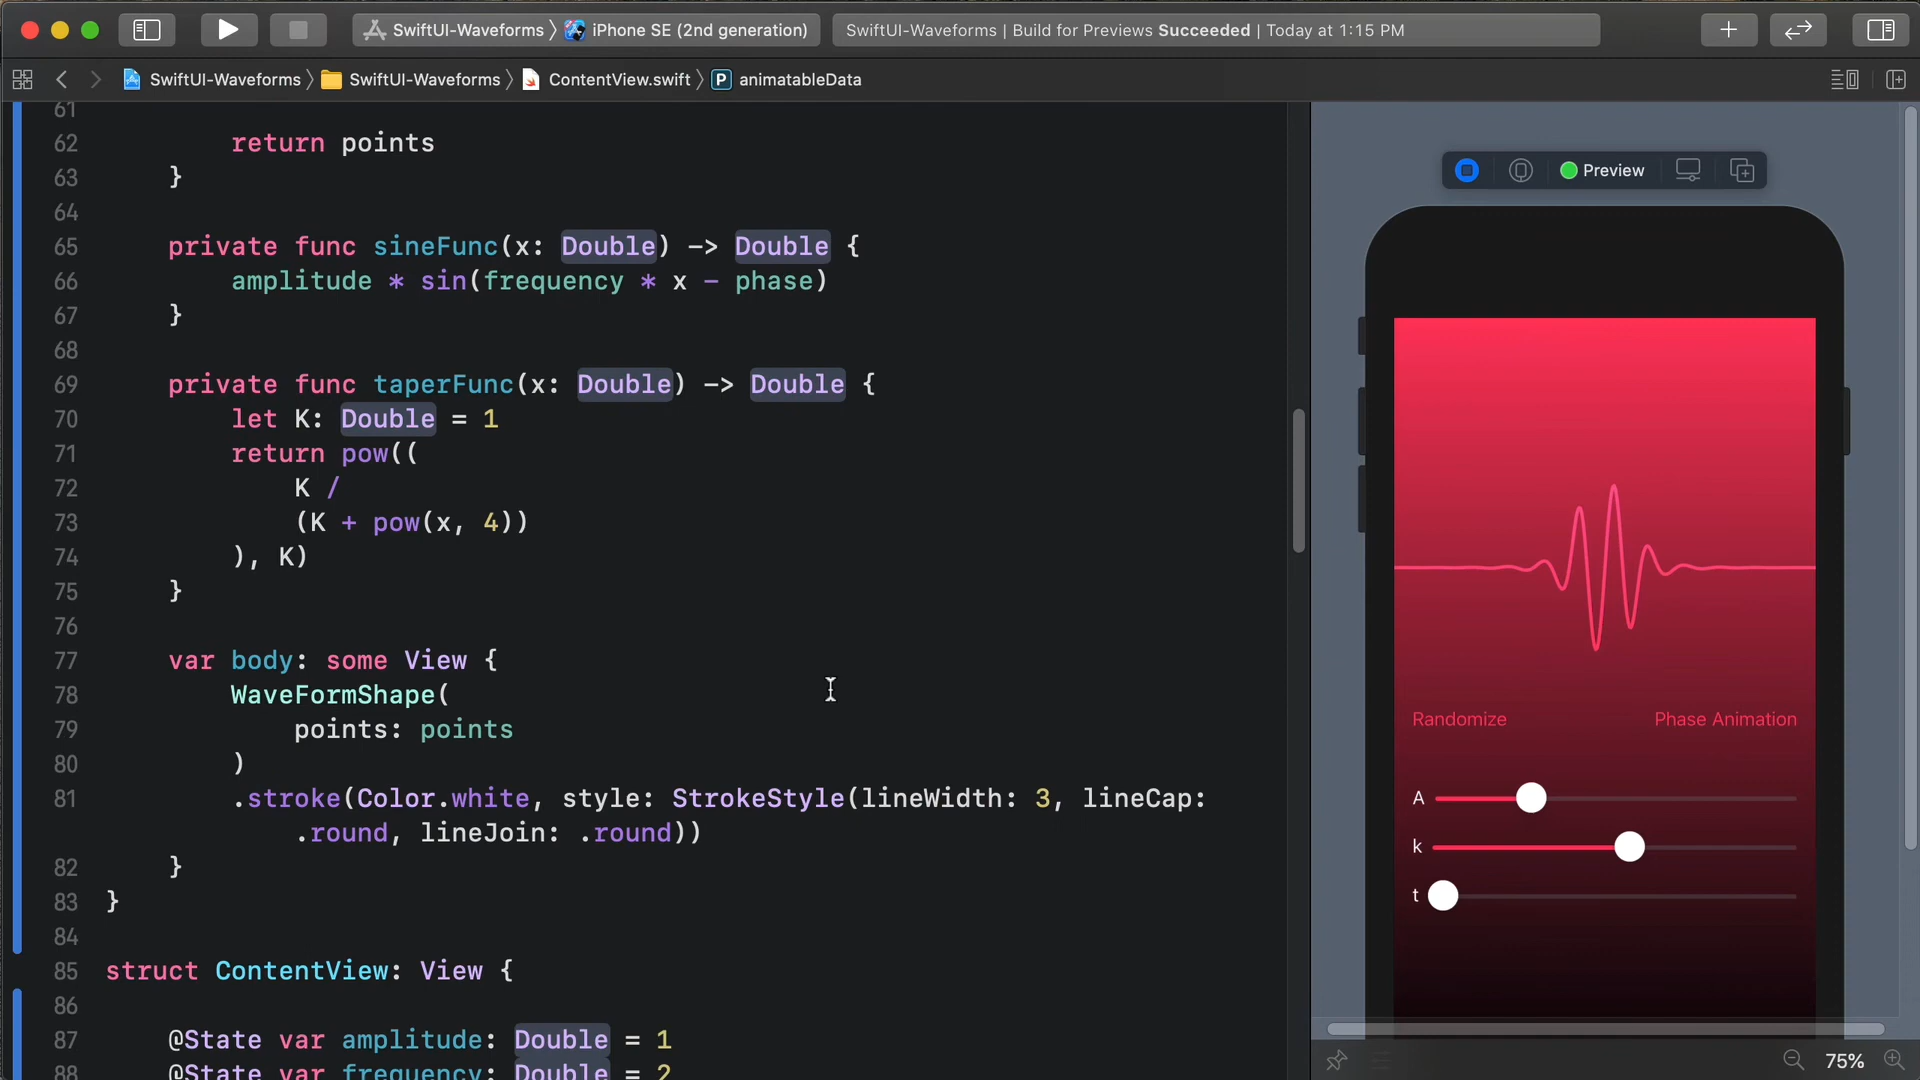 SwiftUI-Waveforms 〉 iPhone SE (2nd generation)
SwiftUI-Waveforms | Build for Previews Succeeded | Today at 1:15 PM
SwiftUI-Waveforms 〉 SwiftUI-Waveforms 〉 ContentView.swift 〉 P animatableData
61
62 return points
63 }
64
65 private func sineFunc(x: Double) -> Double {
66 amplitude * sin(frequency * x - phase)
67 }
68
69 private func taperFunc(x: Double) -> Double {
70 let K: Double = 1
71 return pow((
72 K /
73 (K + pow(x, 4))
74 ), K)
75 }
76
77 var body: some View {
78 WaveFormShape(
79 points: points
80 )
81 .stroke(Color.white, style: StrokeStyle(lineWidth: 3, lineCap:
.round, lineJoin: .round))
82 }
83 }
84
85 struct ContentView: View {
86
87 @State var amplitude: Double = 1
88 @State var frequency: Double = 2
Preview
Randomize Phase Animation
A
k
t
75%